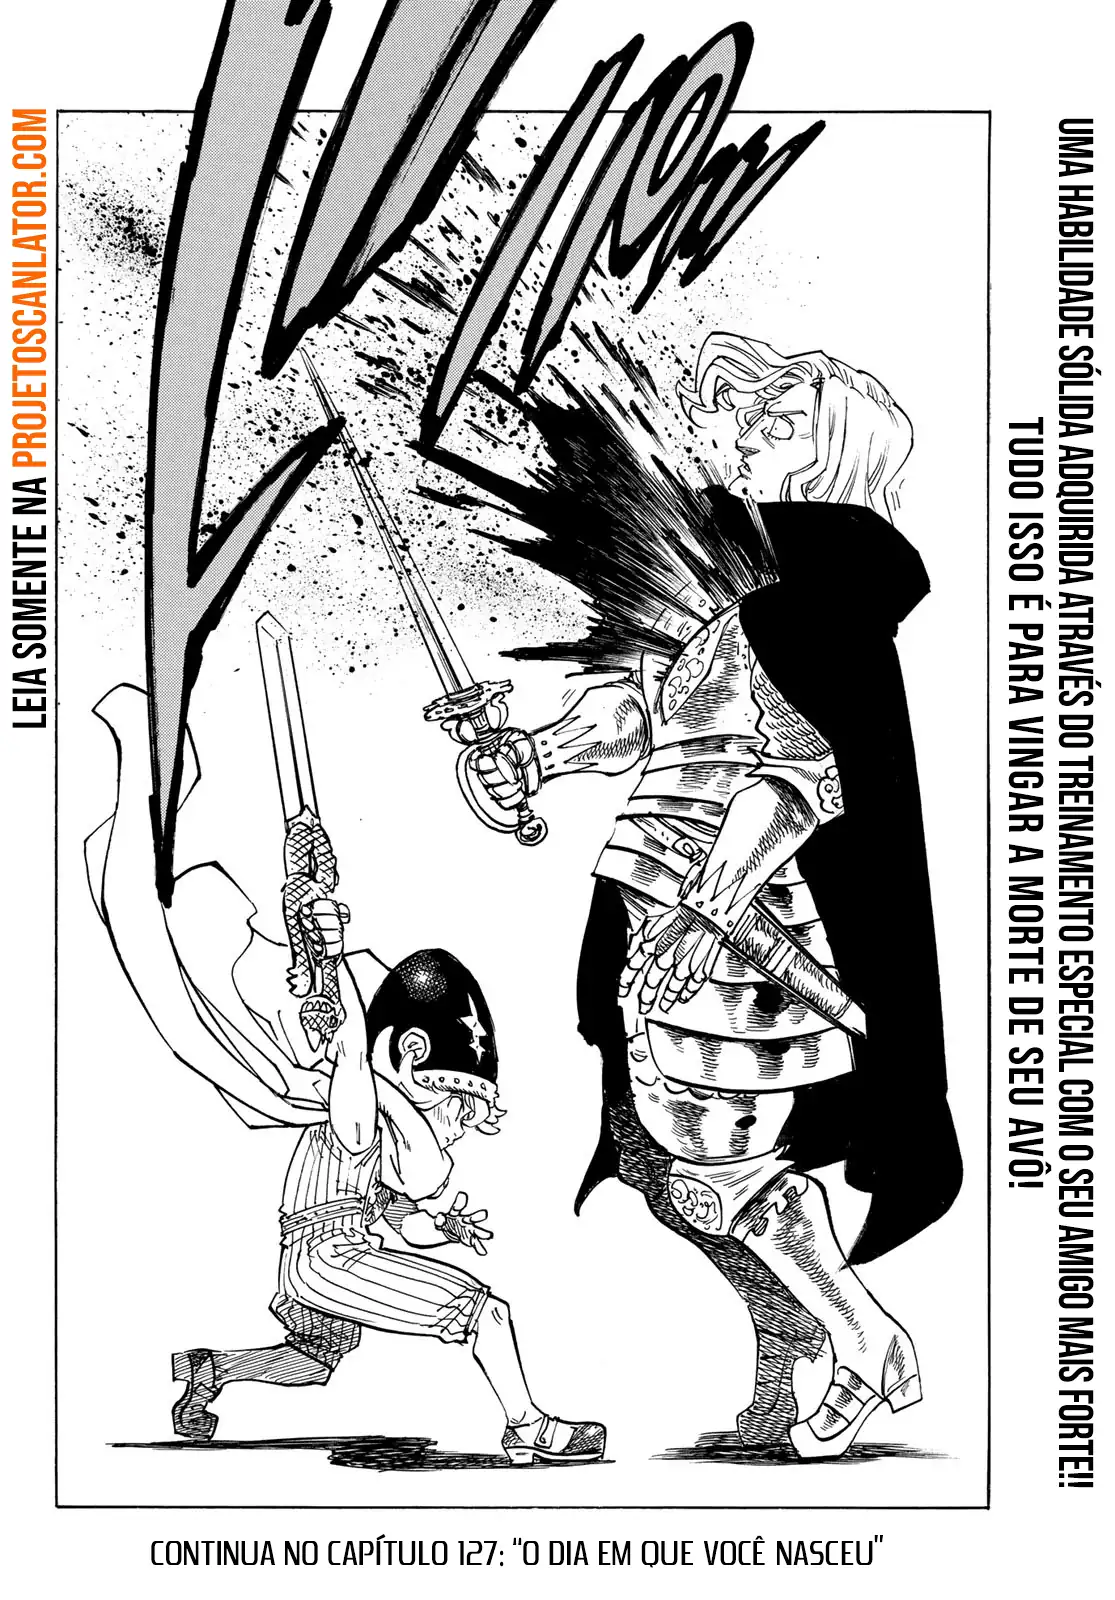 LEIA SOMENTE NA PROJETOSCANLATOR.COM
UMA HABILIDADE SÓLIDA ADQUIRIDA ATRAVÉS DO TREINAMENTO ESPECIAL COM O SEU AMIGO MAIS FORTE!!
TUDO ISSO É PARA VINGAR A MORTE DE SEU AVÔ!
CONTINUA NO CAPÍTULO 127: “O DIA EM QUE VOCÊ NASCEU”